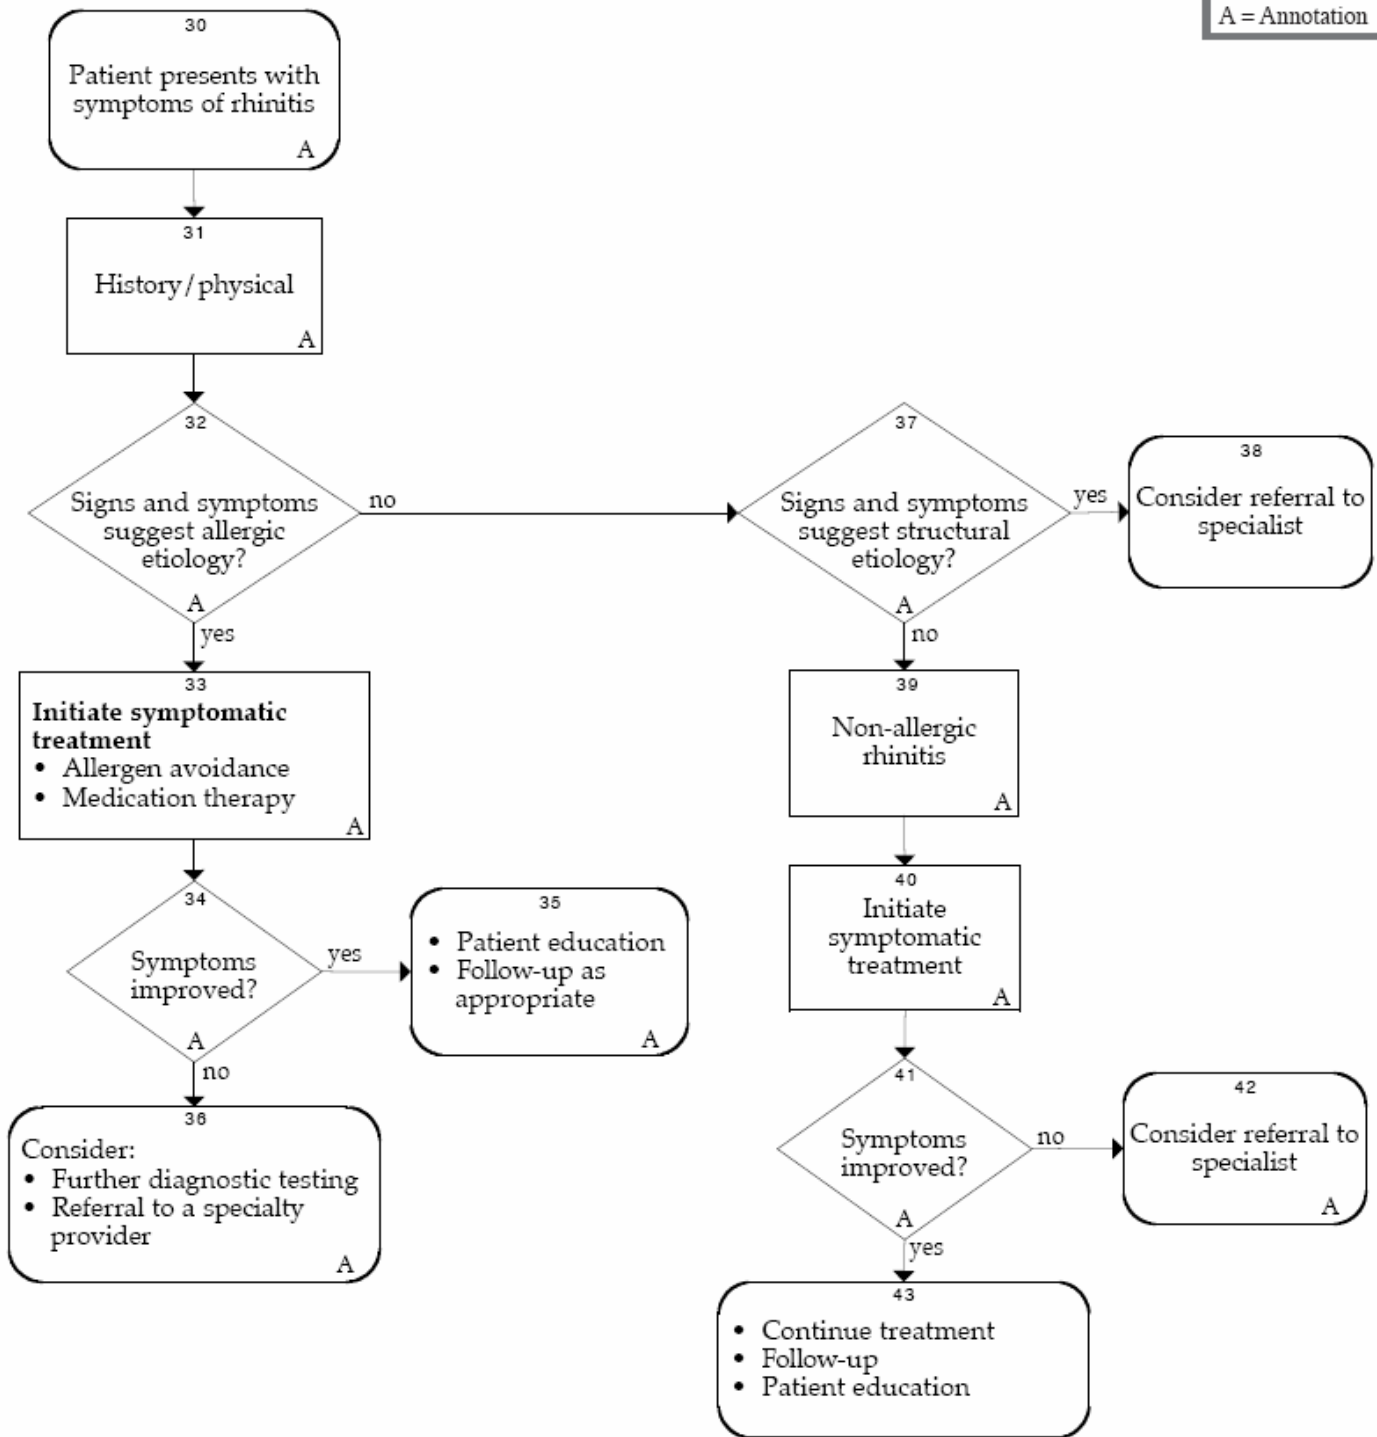 A = Annotation
30
Patient presents with
symptoms of rhinitis
A
31
History/physical
A
32
Signs and symptoms
suggest allergic
etiology?
A
no
yes
37
Signs and symptoms
suggest structural
etiology?
A
yes
no
38
Consider referral to
specialist
33
Initiate symptomatic
treatment
• Allergen avoidance
• Medication therapy
A
34
Symptoms
improved?
A
yes
no
35
• Patient education
• Follow-up as
appropriate
A
36
Consider:
• Further diagnostic testing
• Referral to a specialty
provider
A
39
Non-allergic
rhinitis
A
40
Initiate
symptomatic
treatment
A
41
Symptoms
improved?
A
no
yes
42
Consider referral to
specialist
A
43
• Continue treatment
• Follow-up
• Patient education